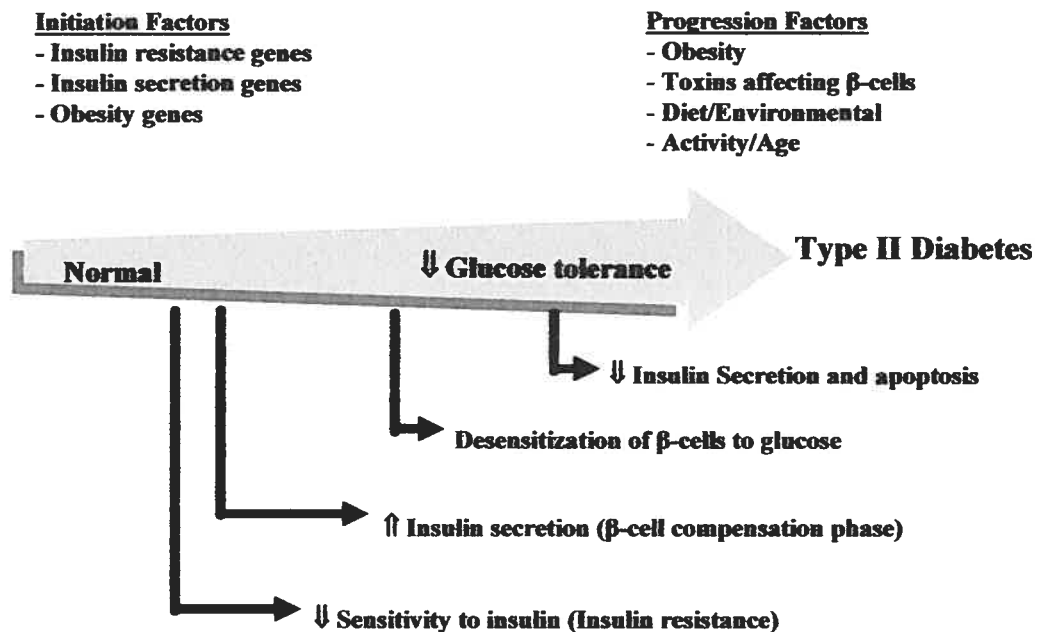 Initiation Factors
- Insulin resistance genes
- Insulin secretion genes
- Obesity genes
Progression Factors
- Obesity
- Toxins affecting β-cells
- Diet/Environmental
- Activity/Age
Normal
⇓ Glucose tolerance
Type II Diabetes
⇓ Insulin Secretion and apoptosis
Desensitization of β-cells to glucose
⇑ Insulin secretion (β-cell compensation phase)
⇓ Sensitivity to insulin (Insulin resistance)